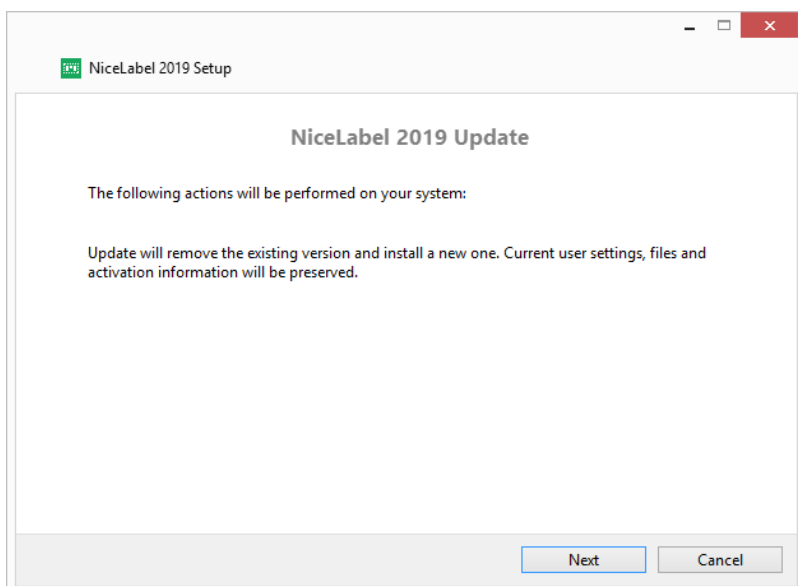 NiceLabel 2019 Setup
NiceLabel 2019 Update
The following actions will be performed on your system:
Update will remove the existing version and install a new one. Current user settings, files and
activation information will be preserved.
Next Cancel